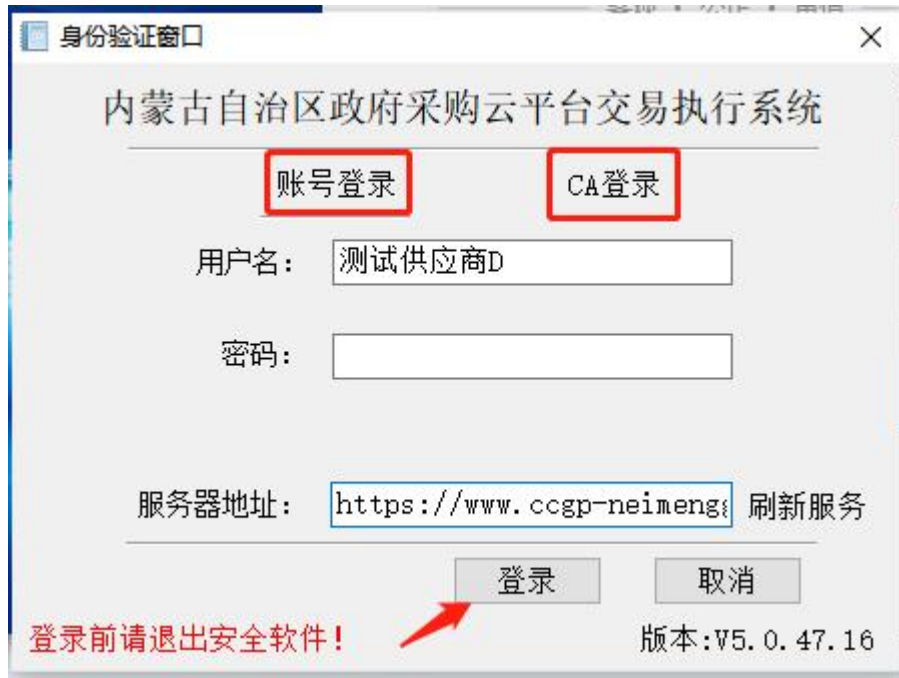 身份验证窗口
内蒙古自治区政府采购云平台交易执行系统
账号登录 CA登录
用户名： 测试供应商D
密码：
服务器地址： https://www.ccgp-neimeng 刷新服务
登录 取消
登录前请退出安全软件！ 版本:V5.0.47.16